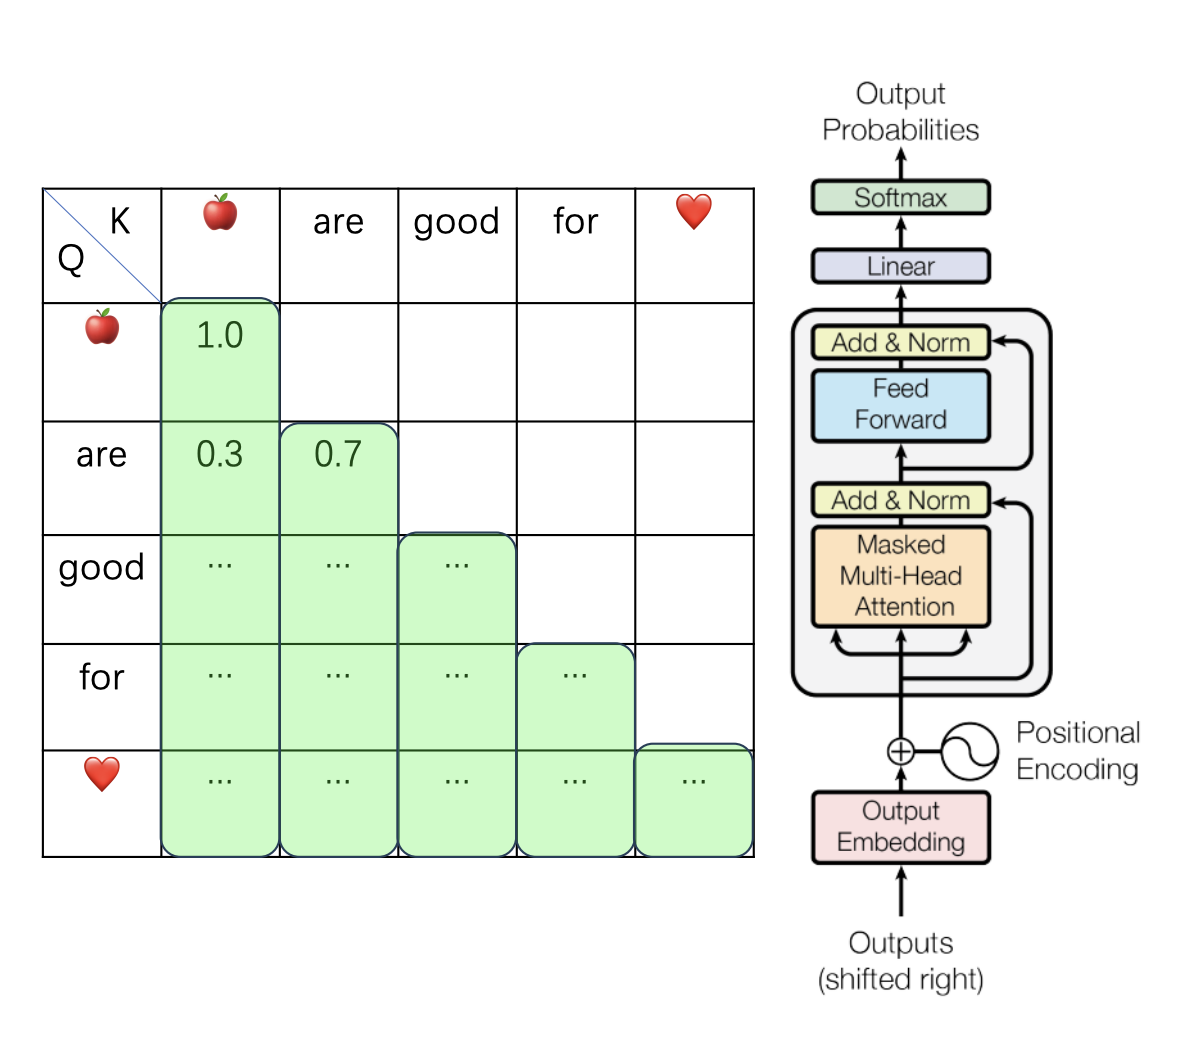 K
Q
🍎 are good for ❤️
🍎 1.0
are 0.3 0.7
good ... ... ...
for ... ... ... ...
❤️ ... ... ... ... ...
Output
Probabilities
Softmax
Linear
Add & Norm
Feed
Forward
Add & Norm
Masked
Multi-Head
Attention
Positional
Encoding
Output
Embedding
Outputs
(shifted right)